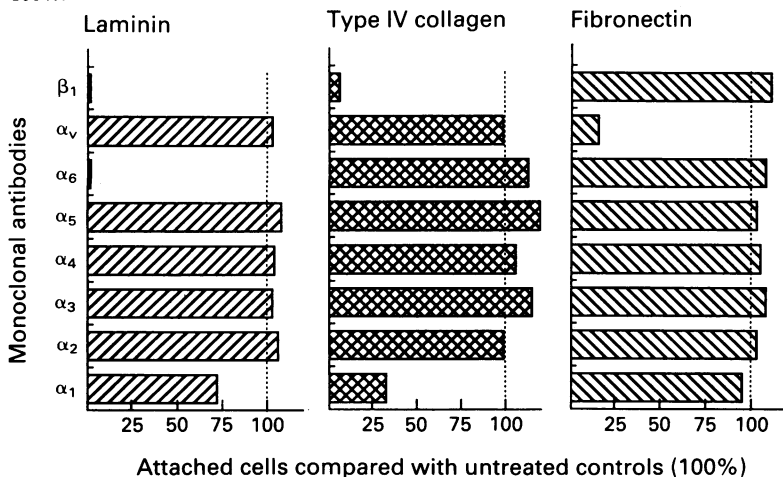 Laminin
Type IV collagen
Fibronectin
Monoclonal antibodies
β1
αv
α6
α5
α4
α3
α2
α1
25 50 75 100
25 50 75 100
25 50 75 100
Attached cells compared with untreated controls (100%)